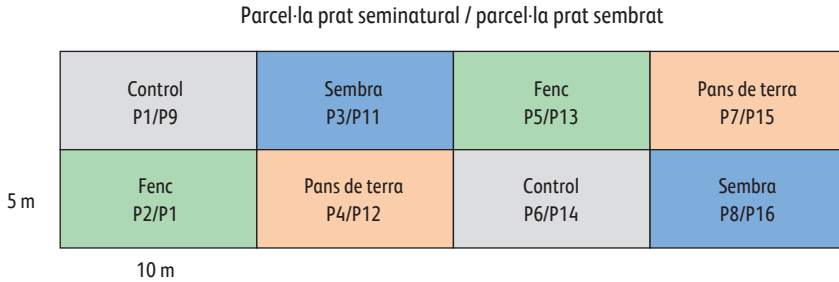 Parcel·la prat seminatural / parcel·la prat sembrat
Control
P1/P9
Sembra
P3/P11
Fenc
P5/P13
Pans de terra
P7/P15
5 m
Fenc
P2/P1
Pans de terra
P4/P12
Control
P6/P14
Sembra
P8/P16
10 m